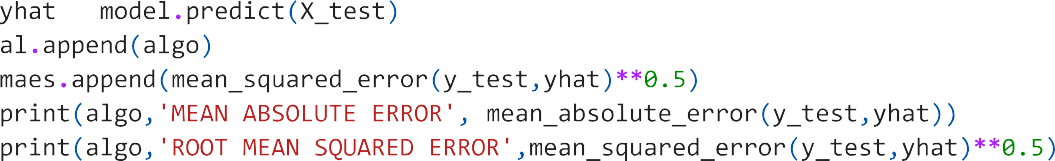 yhat model.predict(X_test)
al.append(algo)
maes.append(mean_squared_error(y_test,yhat)**0.5)
print(algo,'MEAN ABSOLUTE ERROR', mean_absolute_error(y_test,yhat))
print(algo,'ROOT MEAN SQUARED ERROR',mean_squared_error(y_test,yhat)**0.5)